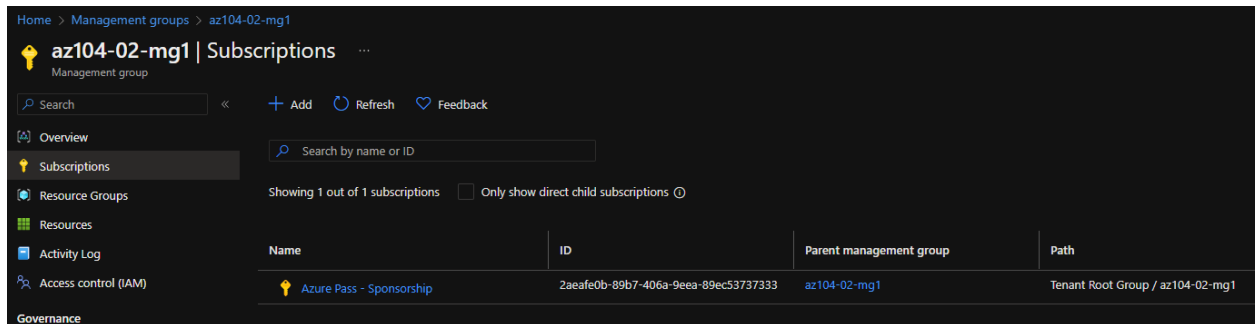 Home > Management groups > az104-02-mg1
az104-02-mg1 | Subscriptions ...
Management group
Search «
+ Add Refresh Feedback
Overview
Subscriptions
Resource Groups
Resources
Activity Log
Access control (IAM)
Governance
Search by name or ID
Showing 1 out of 1 subscriptions Only show direct child subscriptions
Name ID Parent management group Path
Azure Pass - Sponsorship 2aeafe0b-89b7-406a-9eea-89ec53737333 az104-02-mg1 Tenant Root Group / az104-02-mg1